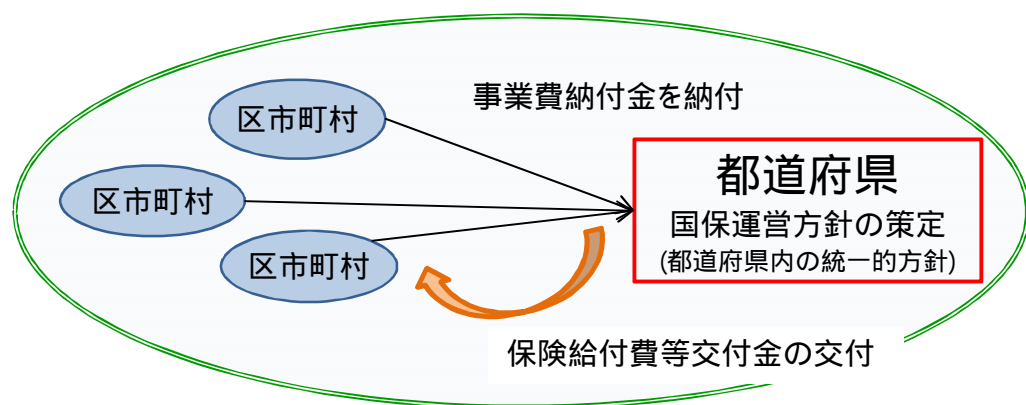 事業費納付金を納付
区市町村
区市町村
区市町村
都道府県
国保運営方針の策定
(都道府県内の統一的方針)
保険給付費等交付金の交付